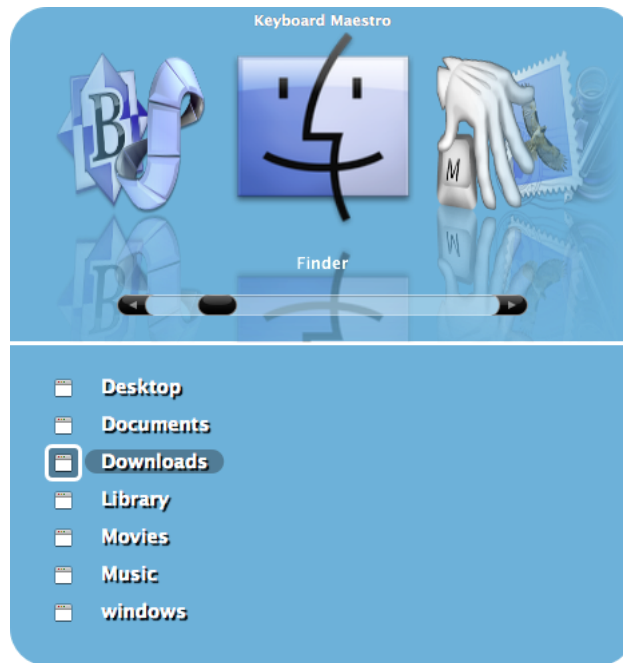 Keyboard Maestro
B
M
Finder
Desktop
Documents
Downloads
Library
Movies
Music
windows